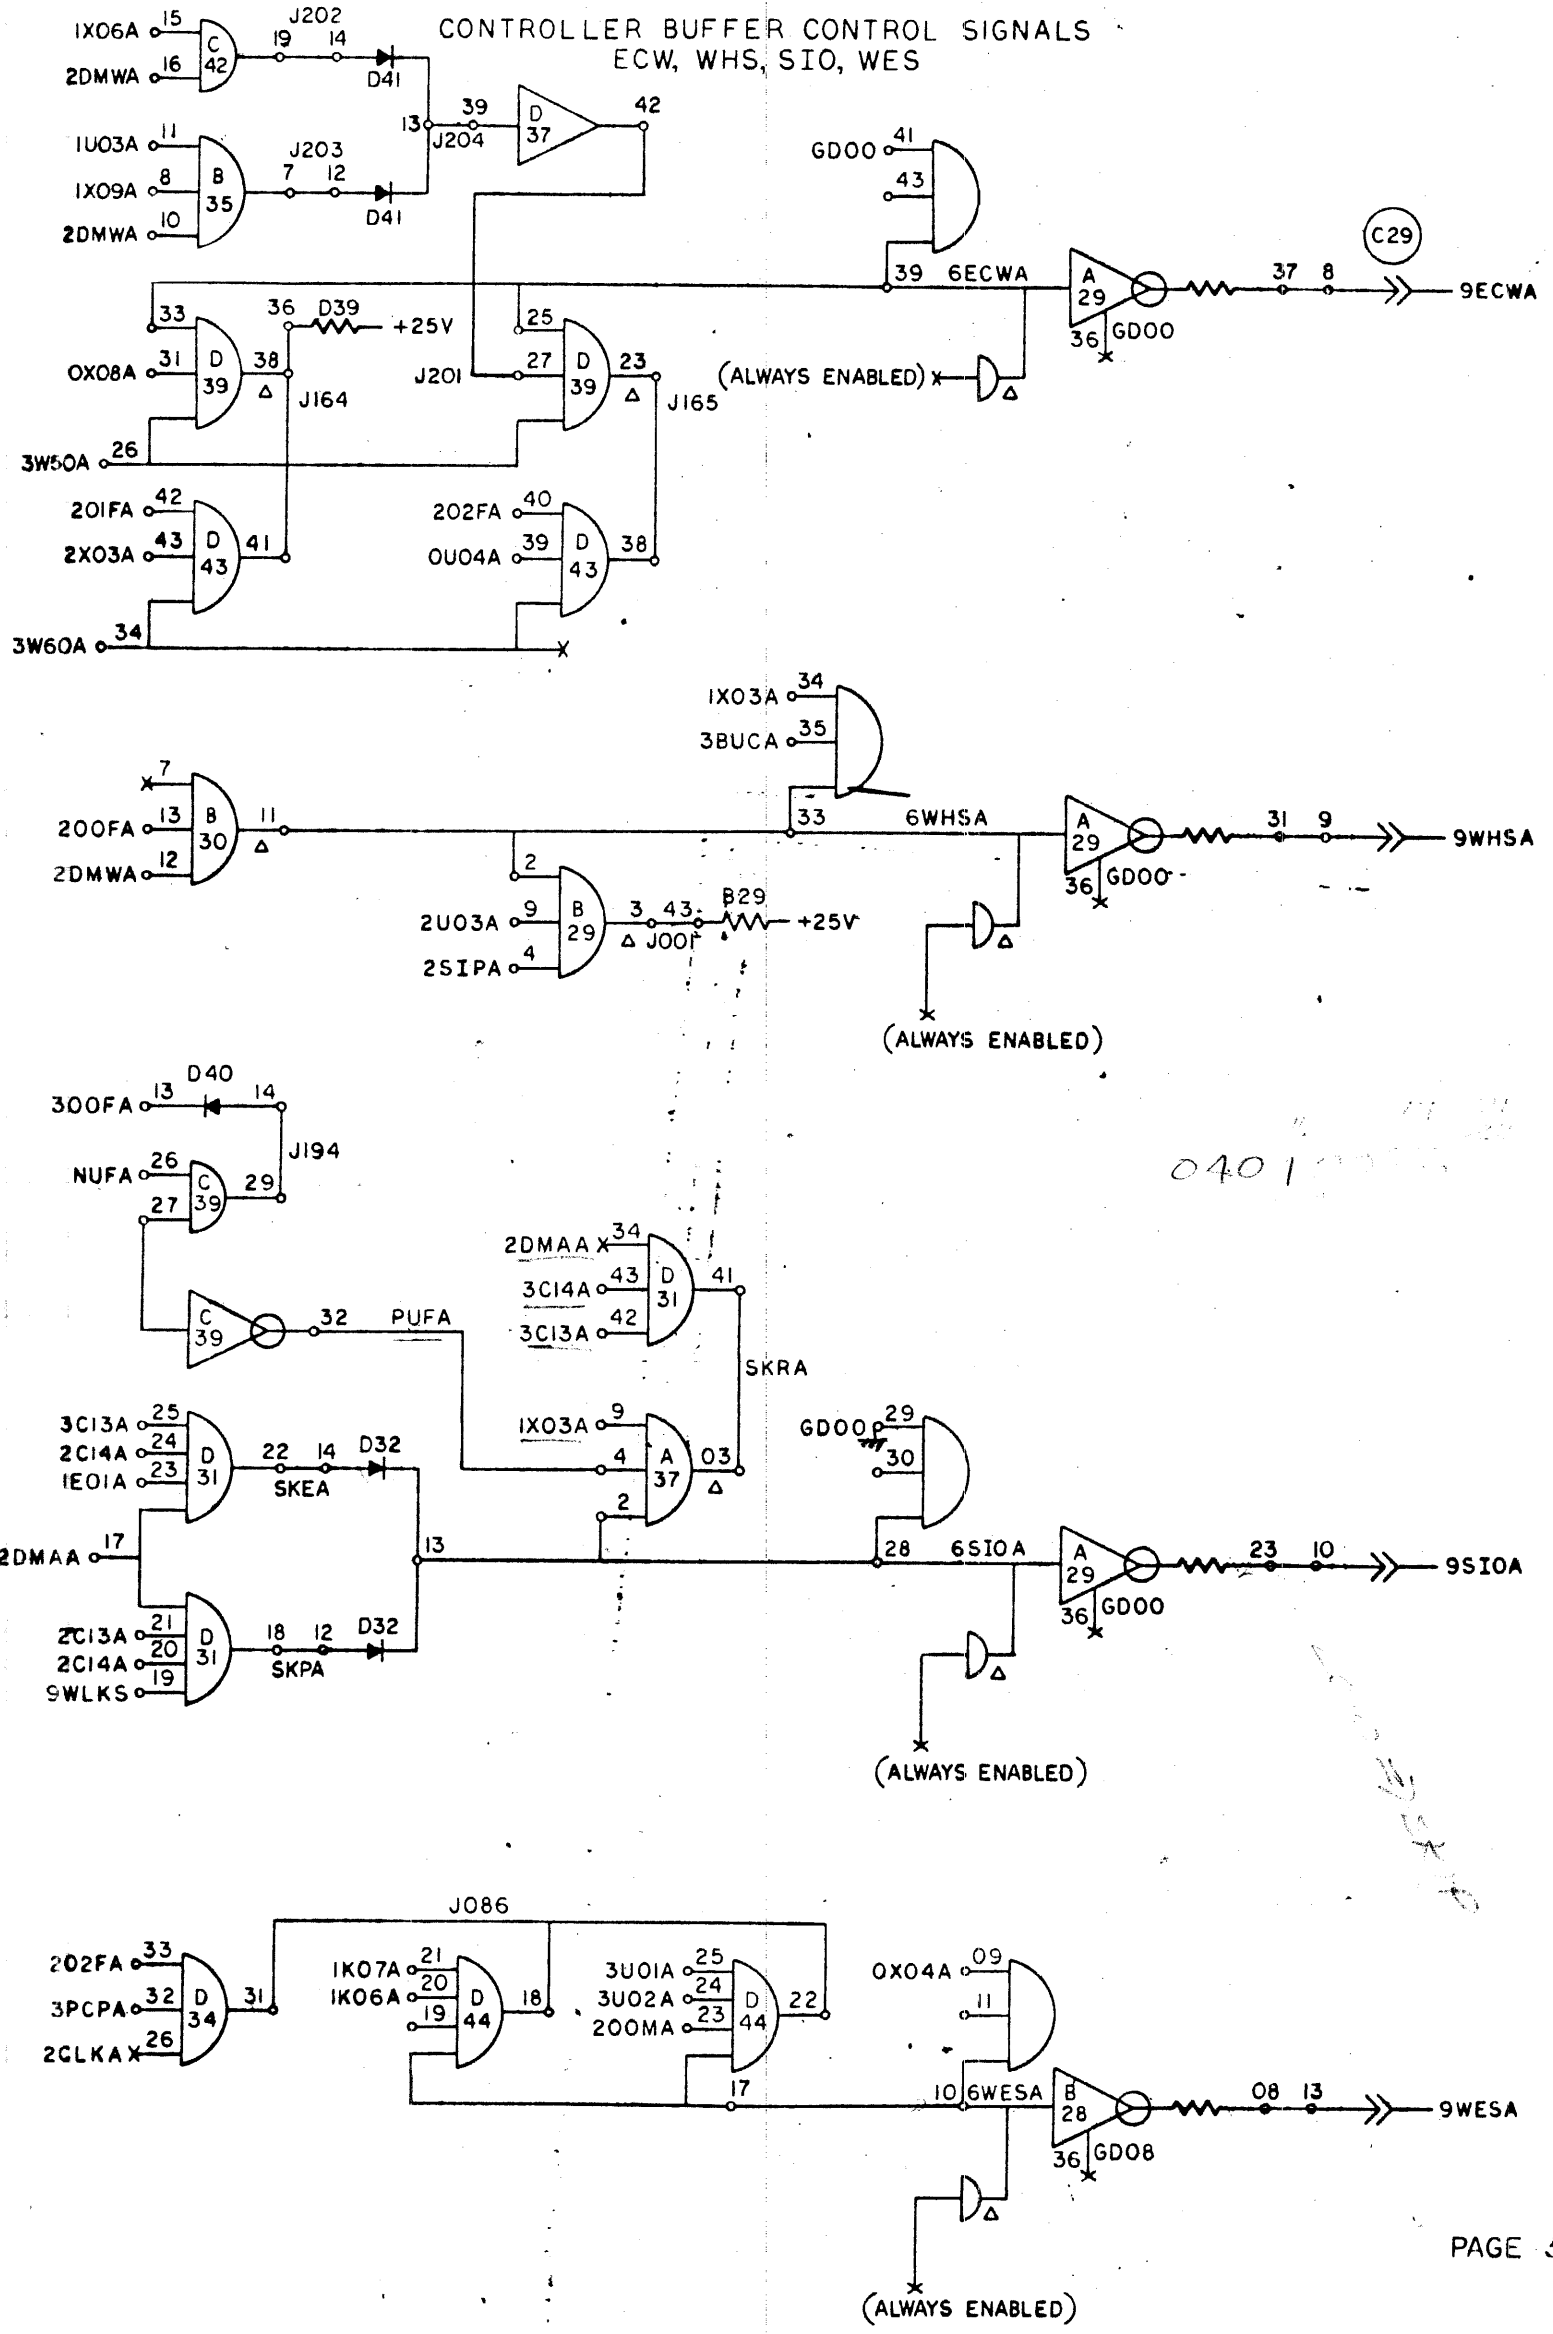 CONTROLLER BUFFER CONTROL SIGNALS
ECW, WHS, SIO, WES
1X06A 15
2DMWA 16
C 42
19 J202 14
D41
1U03A 11
1X09A 8
2DMWA 10
B 35
7 J203 12
D41
13 J204 39
D 37
42
GD00 41
43
39 6ECWA
A 29
36 GD00
37 8
C29
9ECWA
(ALWAYS ENABLED)
Δ
33
0X08A 31
D 39
38
Δ
36 D39 +25V
J164
3W50A 26
25
J201 27
D 39
23
Δ
J165
201FA 42
2X03A 43
D 43
41
3W60A 34
202FA 40
0U04A 39
D 43
38
1X03A 34
3BUCA 35
7
200FA 13
2DMWA 12
B 30
11
Δ
33 6WHSA
A 29
36 GD00
31 9
9WHSA
2
2U03A 9
2SIPA 4
B 29
3 43
Δ J001
B29 +25V
Δ
(ALWAYS ENABLED)
300FA 13 D40 14
J194
NUFA 26
27
C 39
29
C 39
32 PUFA
2DMAA 34
3C14A 43
3C13A 42
D 31
41
SKRA
0401
1X03A 9
4
2
A 37
03
Δ
3C13A 25
2C14A 24
1E01A 23
D 31
22 14
SKEA
D32
2DMAA 17
13
GD00 29
30
28 6SIOA
A 29
36 GD00
23 10
9SIOA
2C13A 21
2C14A 20
9WLKS 19
D 31
18 12
SKPA
D32
Δ
(ALWAYS ENABLED)
J086
202FA 33
3PCPA 32
2CLKA 26
D 34
31
1K07A 21
1K06A 20
19
D 44
18
3U01A 25
3U02A 24
200MA 23
D 44
22
17
0X04A 09
11
10 6WESA
B 28
36 GD08
08 13
9WESA
Δ
(ALWAYS ENABLED)
PAGE